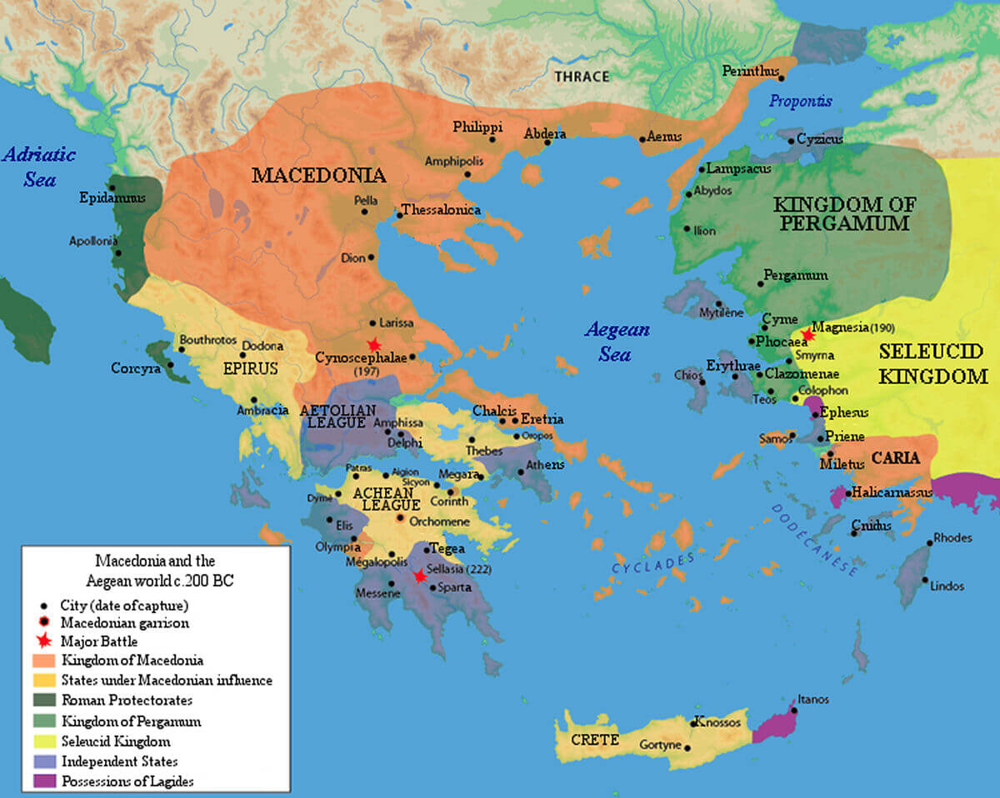 THRACE
Perinthus
Propontis
Cyzicus
Philippi
Abdera
Aenus
Amphipolis
Lampsacus
Adriatic
Sea
MACEDONIA
Epidamnus
Pella
Thessalonica
Abydos
KINGDOM OF
PERGAMUM
Ilion
Apollonia
Dion
Pergamum
Mytilène
Larissa
Aegean
Sea
Cyme
Magnesia (190)
Phocaea
Smyrna
SELEUCID
KINGDOM
Bouthrotos
Dodona
Corcyra
EPIRUS
Cynoscephalae
(197)
Chios
Erythrae
Clazomenae
Teos
Colophon
Ambracia
AETOLIAN
LEAGUE
Amphissa
Delphi
Chalcis
Eretria
Oropos
Thebes
Ephesus
Samos
Priene
Miletus
CARIA
Athens
Megara
Patras
Aigion
Sicyon
Corinth
Dymè
ACHEAN
LEAGUE
Halicarnassus
Elis
Orchomene
Olympia
Tegea
Mégalopolis
Sellasia (222)
Messene
Sparta
CYCLADES
DODÉCANÈSE
Cnidus
Rhodes
Lindos
Itanos
Knossos
CRETE
Gortyne
Macedonia and the
Aegean world c.200 BC
City (date of capture)
Macedonian garrison
Major Battle
Kingdom of Macedonia
States under Macedonian influence
Roman Protectorates
Kingdom of Pergamum
Seleucid Kingdom
Independent States
Possessions of Lagides